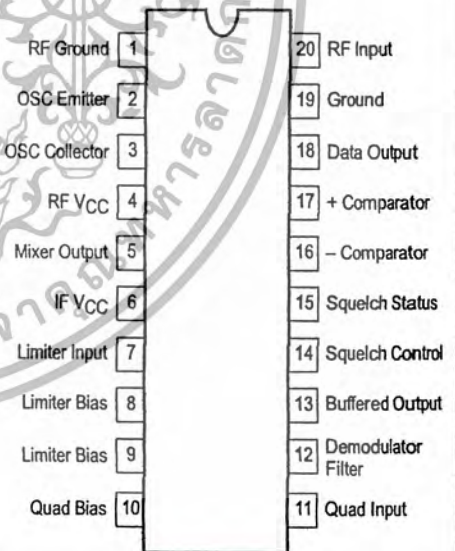 RF Ground 1
OSC Emitter 2
OSC Collector 3
RF VCC 4
Mixer Output 5
IF VCC 6
Limiter Input 7
Limiter Bias 8
Limiter Bias 9
Quad Bias 10
20 RF Input
19 Ground
18 Data Output
17 + Comparator
16 – Comparator
15 Squelch Status
14 Squelch Control
13 Buffered Output
12 Demodulator
Filter
11 Quad Input